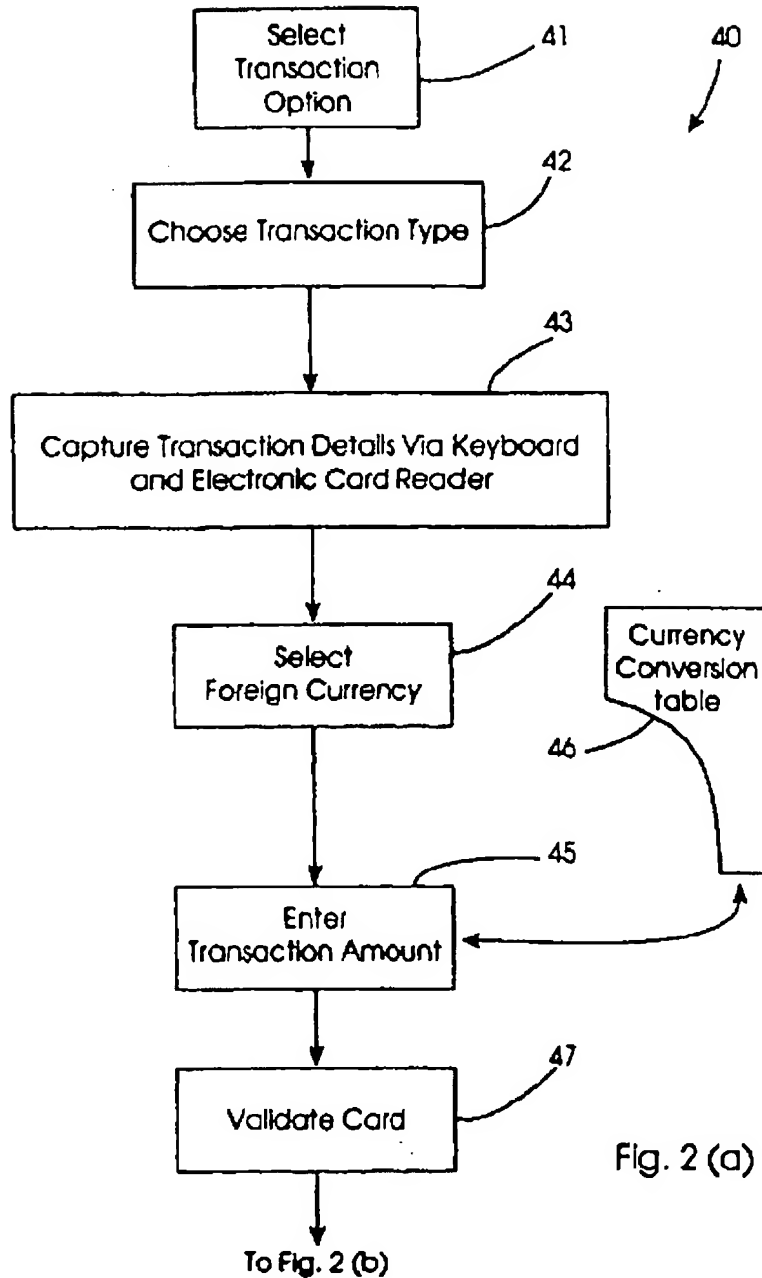 Select
Transaction
Option
41
40
Choose Transaction Type
42
43
Capture Transaction Details Via Keyboard
and Electronic Card Reader
44
Select
Foreign Currency
Currency
Conversion
table
46
45
Enter
Transaction Amount
47
Validate Card
Fig. 2 (a)
To Fig. 2 (b)